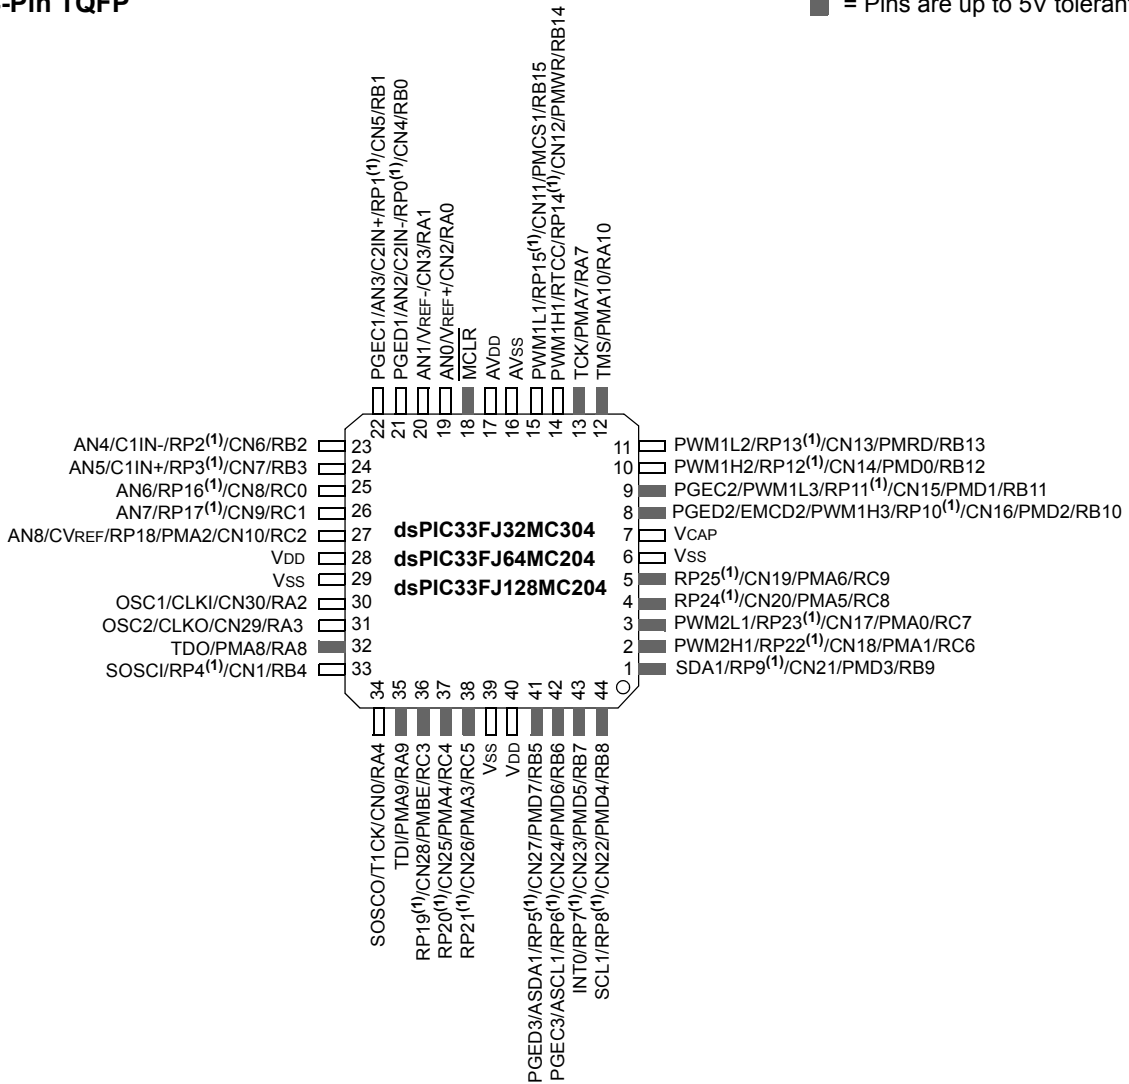 -Pin TQFP
= Pins are up to 5V tolerant
PGEC1/AN3/C2IN+/RP1(1)/CN5/RB1
PGED1/AN2/C2IN-/RP0(1)/CN4/RB0
AN1/VREF-/CN3/RA1
AN0/VREF+/CN2/RA0
MCLR
AVDD
AVSS
PWM1L1/RP15(1)/CN11/PMCS1/RB15
PWM1H1/RTCC/RP14(1)/CN12/PMWR/RB14
TCK/PMA7/RA7
TMS/PMA10/RA10
22 21 20 19 18 17 16 15 14 13 12
AN4/C1IN-/RP2(1)/CN6/RB2 23
AN5/C1IN+/RP3(1)/CN7/RB3 24
AN6/RP16(1)/CN8/RC0 25
AN7/RP17(1)/CN9/RC1 26
AN8/CVREF/RP18/PMA2/CN10/RC2 27
VDD 28
VSS 29
OSC1/CLKI/CN30/RA2 30
OSC2/CLKO/CN29/RA3 31
TDO/PMA8/RA8 32
SOSCI/RP4(1)/CN1/RB4 33
dsPIC33FJ32MC304
dsPIC33FJ64MC204
dsPIC33FJ128MC204
11 PWM1L2/RP13(1)/CN13/PMRD/RB13
10 PWM1H2/RP12(1)/CN14/PMD0/RB12
9 PGEC2/PWM1L3/RP11(1)/CN15/PMD1/RB11
8 PGED2/EMCD2/PWM1H3/RP10(1)/CN16/PMD2/RB10
7 VCAP
6 VSS
5 RP25(1)/CN19/PMA6/RC9
4 RP24(1)/CN20/PMA5/RC8
3 PWM2L1/RP23(1)/CN17/PMA0/RC7
2 PWM2H1/RP22(1)/CN18/PMA1/RC6
1 SDA1/RP9(1)/CN21/PMD3/RB9
34 35 36 37 38 39 40 41 42 43 44
SOSCO/T1CK/CN0/RA4
TDI/PMA9/RA9
RP19(1)/CN28/PMBE/RC3
RP20(1)/CN25/PMA4/RC4
RP21(1)/CN26/PMA3/RC5
VSS
VDD
PGED3/ASDA1/RP5(1)/CN27/PMD7/RB5
PGEC3/ASCL1/RP6(1)/CN24/PMD6/RB6
INT0/RP7(1)/CN23/PMD5/RB7
SCL1/RP8(1)/CN22/PMD4/RB8